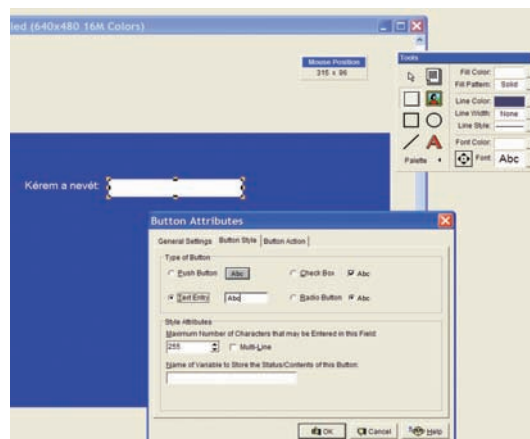 led (640x480 16M Colors)
Mouse Position
315 x 96
Tools
Fill Color:
Fill Pattern: Solid
Line Color:
Line Width: None
Line Style:
Font Color:
Palette
Font: Abc
Kérem a nevét:
Button Attributes
General Settings Button Style Button Action
Type of Button
Push Button Abc Check Box Abc
Text Entry Abc Radio Button Abc
Style Attributes
Maximum Number of Characters that may be Entered in this Field:
255 Multi-Line
Name of Variable to Store the Status/Contents of this Button:
OK Cancel Help